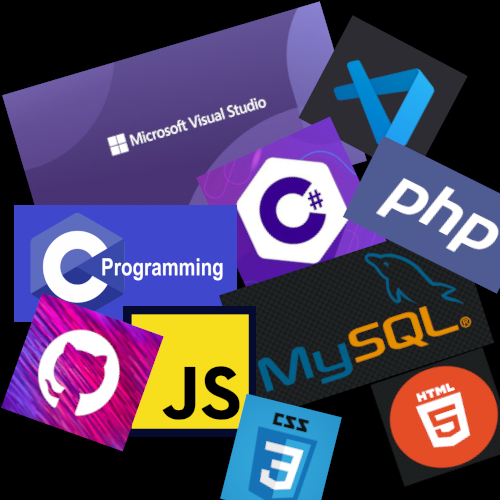 Microsoft Visual Studio
C#
php
C Programming
MySQL®
JS
HTML
5
CSS
3